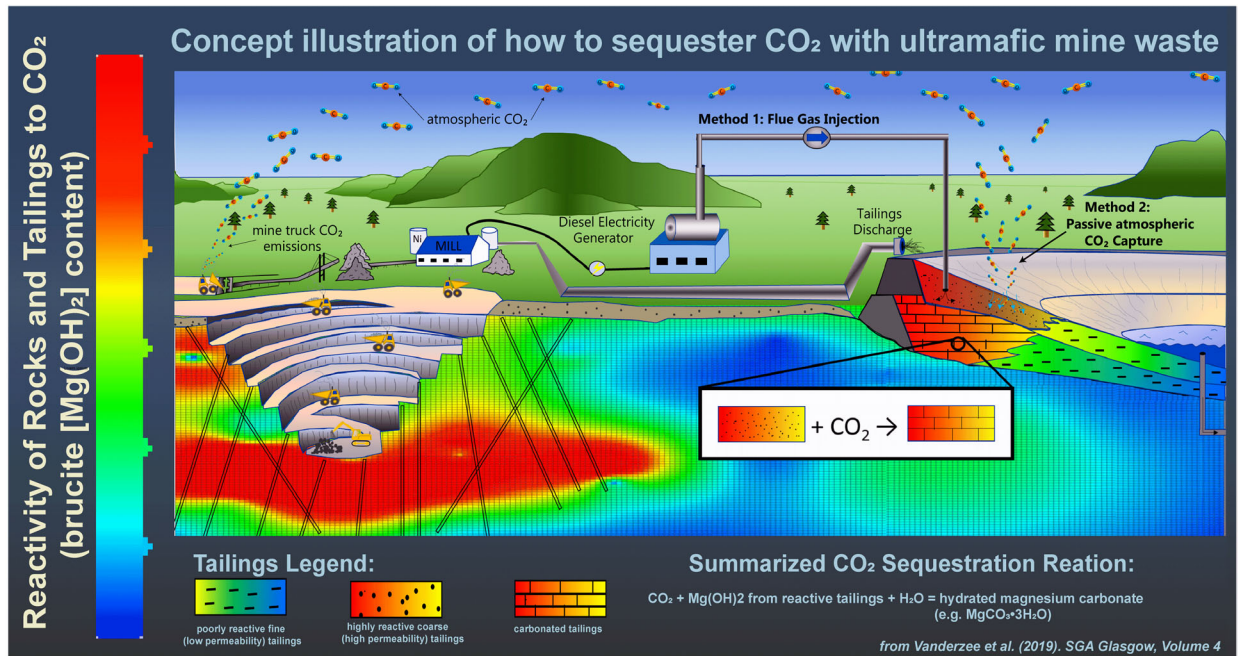 Concept illustration of how to sequester CO₂ with ultramafic mine waste
Reactivity of Rocks and Tailings to CO₂
(brucite [Mg(OH)₂] content)
atmospheric CO₂
Method 1: Flue Gas Injection
mine truck CO₂
emissions
NI
MILL
Diesel Electricity
Generator
Tailings
Discharge
Method 2:
Passive atmospheric
CO₂ Capture
+ CO₂ →
Tailings Legend:
poorly reactive fine
(low permeability) tailings
highly reactive coarse
(high permeability) tailings
carbonated tailings
Summarized CO₂ Sequestration Reation:
CO₂ + Mg(OH)2 from reactive tailings + H₂O = hydrated magnesium carbonate
(e.g. MgCO₃•3H₂O)
from Vanderzee et al. (2019). SGA Glasgow, Volume 4